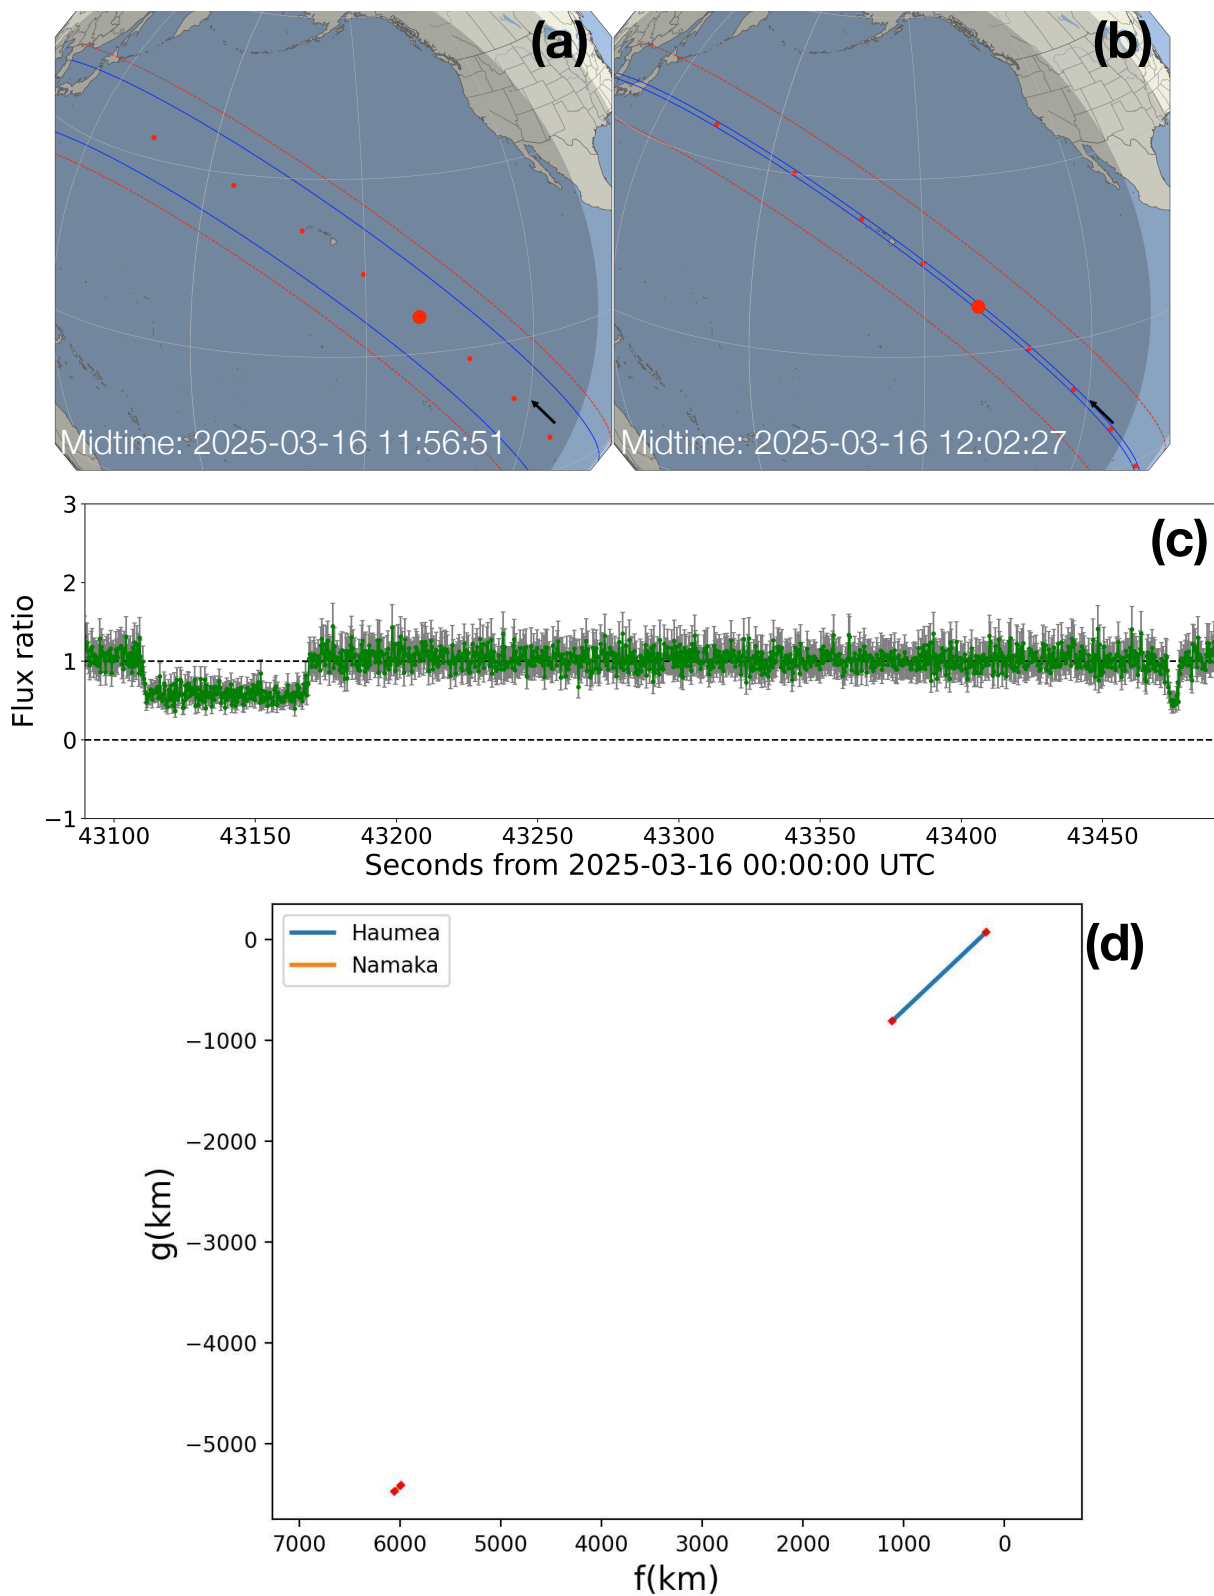 (a)
(b)
Midtime: 2025-03-16 11:56:51
Midtime: 2025-03-16 12:02:27
(c)
3
2
1
0
−1
Flux ratio
43100 43150 43200 43250 43300 43350 43400 43450
Seconds from 2025-03-16 00:00:00 UTC
(d)
Haumea
Namaka
0
−1000
−2000
−3000
−4000
−5000
g(km)
7000 6000 5000 4000 3000 2000 1000 0
f(km)